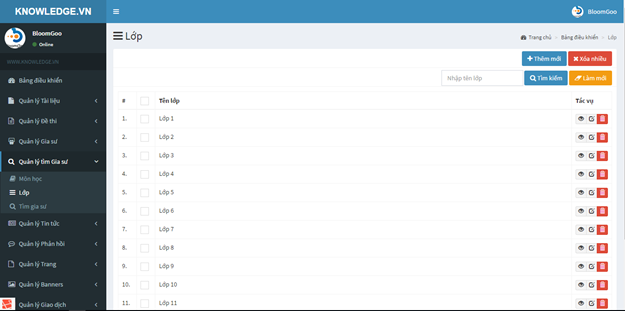 KNOWLEDGE.VN
BloomGoo
BloomGoo
Online
WWW.KNOWLEDGE.VN
Bảng điều khiển
Quản lý Tài liệu
Quản lý Đề thi
Quản lý Gia sư
Quản lý tìm Gia sư
Môn học
Lớp
Tìm gia sư
Quản lý Tin tức
Quản lý Phản hồi
Quản lý Trang
Quản lý Banners
Quản lý Giao dịch
Lớp
Trang chủ > Bảng điều khiển > Lớp
Thêm mới Xóa nhiều
Nhập tên lớp Tìm kiếm Làm mới
# Tên lớp Tác vụ
1. Lớp 1
2. Lớp 2
3. Lớp 3
4. Lớp 4
5. Lớp 5
6. Lớp 6
7. Lớp 7
8. Lớp 8
9. Lớp 9
10. Lớp 10
11. Lớp 11